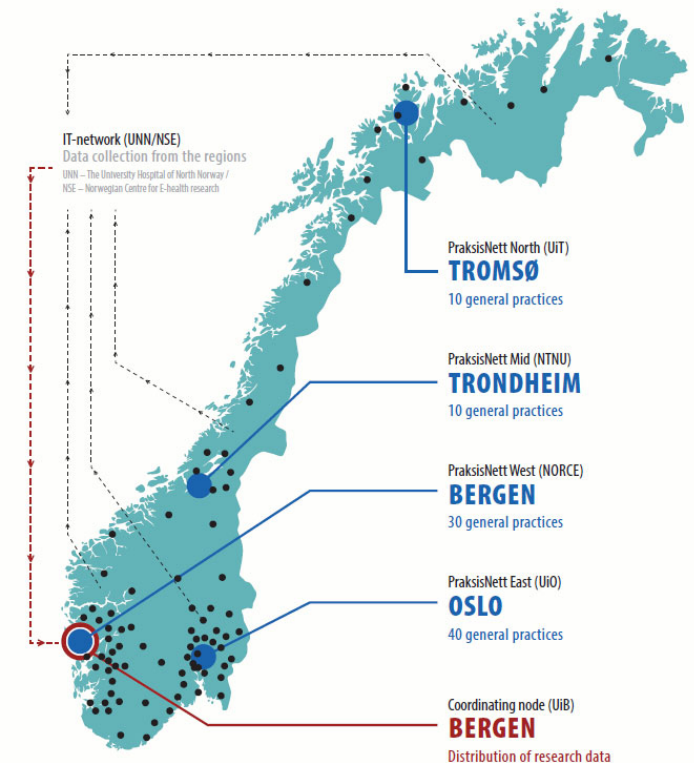 IT-network (UNN/NSE)
Data collection from the regions
UNN – The University Hospital of North Norway /
NSE – Norwegian Centre for E-health research
PraksisNett North (UiT)
TROMSØ
10 general practices
PraksisNett Mid (NTNU)
TRONDHEIM
10 general practices
PraksisNett West (NORCE)
BERGEN
30 general practices
PraksisNett East (UiO)
OSLO
40 general practices
Coordinating node (UiB)
BERGEN
Distribution of research data